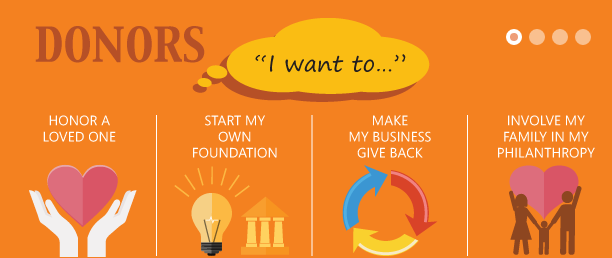 DONORS
“I want to...”
HONOR A
LOVED ONE
START MY
OWN
FOUNDATION
MAKE
MY BUSINESS
GIVE BACK
INVOLVE MY
FAMILY IN MY
PHILANTHROPY